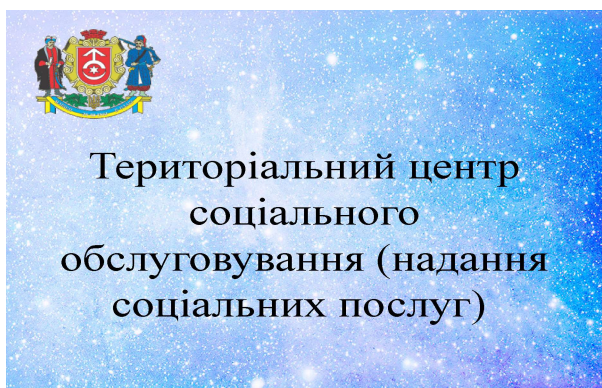 Територіальний центр
соціального
обслуговування (надання
соціальних послуг)